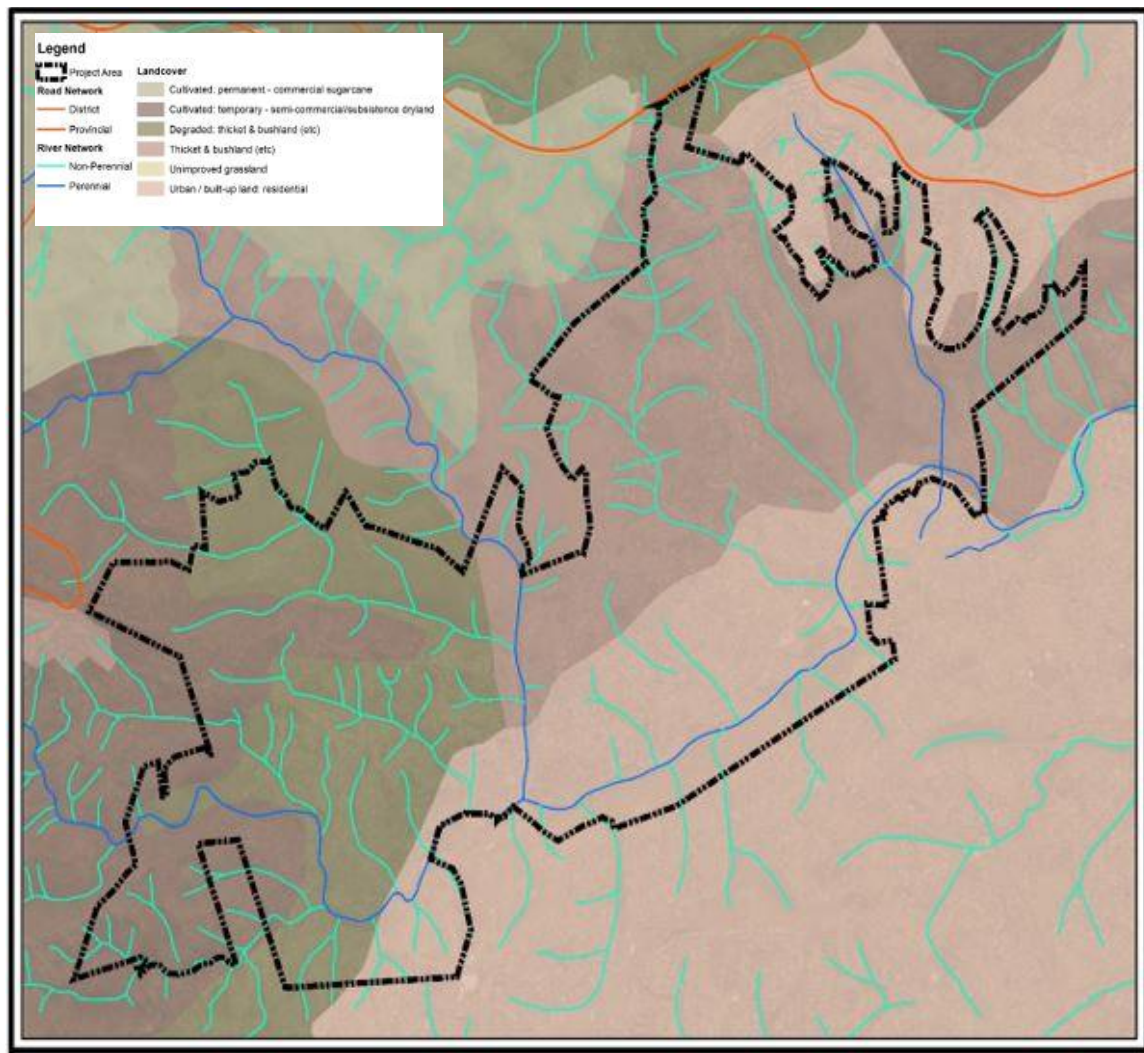 Legend
Project Area
Road Network
District
Provincial
River Network
Non-Perennial
Perennial
Landcover
Cultivated: permanent - commercial sugarcane
Cultivated: temporary - semi-commercial/subsistence dryland
Degraded: thicket & bushland (etc)
Thicket & bushland (etc)
Unimproved grassland
Urban / built-up land: residential